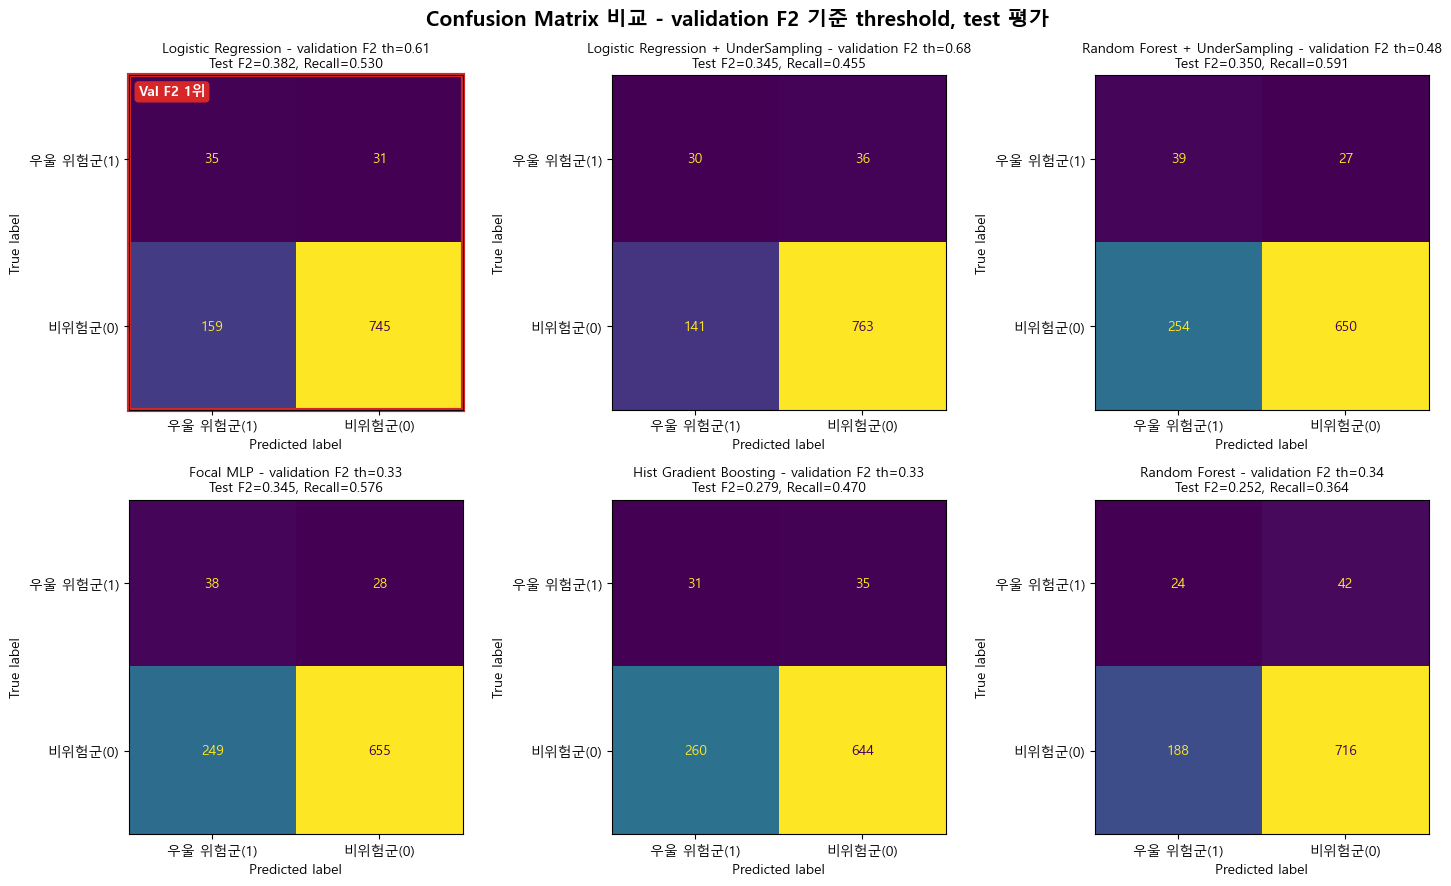 Confusion Matrix 비교 - validation F2 기준 threshold, test 평가
Logistic Regression - validation F2 th=0.61
Test F2=0.382, Recall=0.530
Val F2 1위
우울 위험군(1)
35
31
True label
비위험군(0)
159
745
우울 위험군(1)
비위험군(0)
Predicted label
Logistic Regression + UnderSampling - validation F2 th=0.68
Test F2=0.345, Recall=0.455
우울 위험군(1)
30
36
True label
비위험군(0)
141
763
우울 위험군(1)
비위험군(0)
Predicted label
Random Forest + UnderSampling - validation F2 th=0.48
Test F2=0.350, Recall=0.591
우울 위험군(1)
39
27
True label
비위험군(0)
254
650
우울 위험군(1)
비위험군(0)
Predicted label
Focal MLP - validation F2 th=0.33
Test F2=0.345, Recall=0.576
우울 위험군(1)
38
28
True label
비위험군(0)
249
655
우울 위험군(1)
비위험군(0)
Predicted label
Hist Gradient Boosting - validation F2 th=0.33
Test F2=0.279, Recall=0.470
우울 위험군(1)
31
35
True label
비위험군(0)
260
644
우울 위험군(1)
비위험군(0)
Predicted label
Random Forest - validation F2 th=0.34
Test F2=0.252, Recall=0.364
우울 위험군(1)
24
42
True label
비위험군(0)
188
716
우울 위험군(1)
비위험군(0)
Predicted label